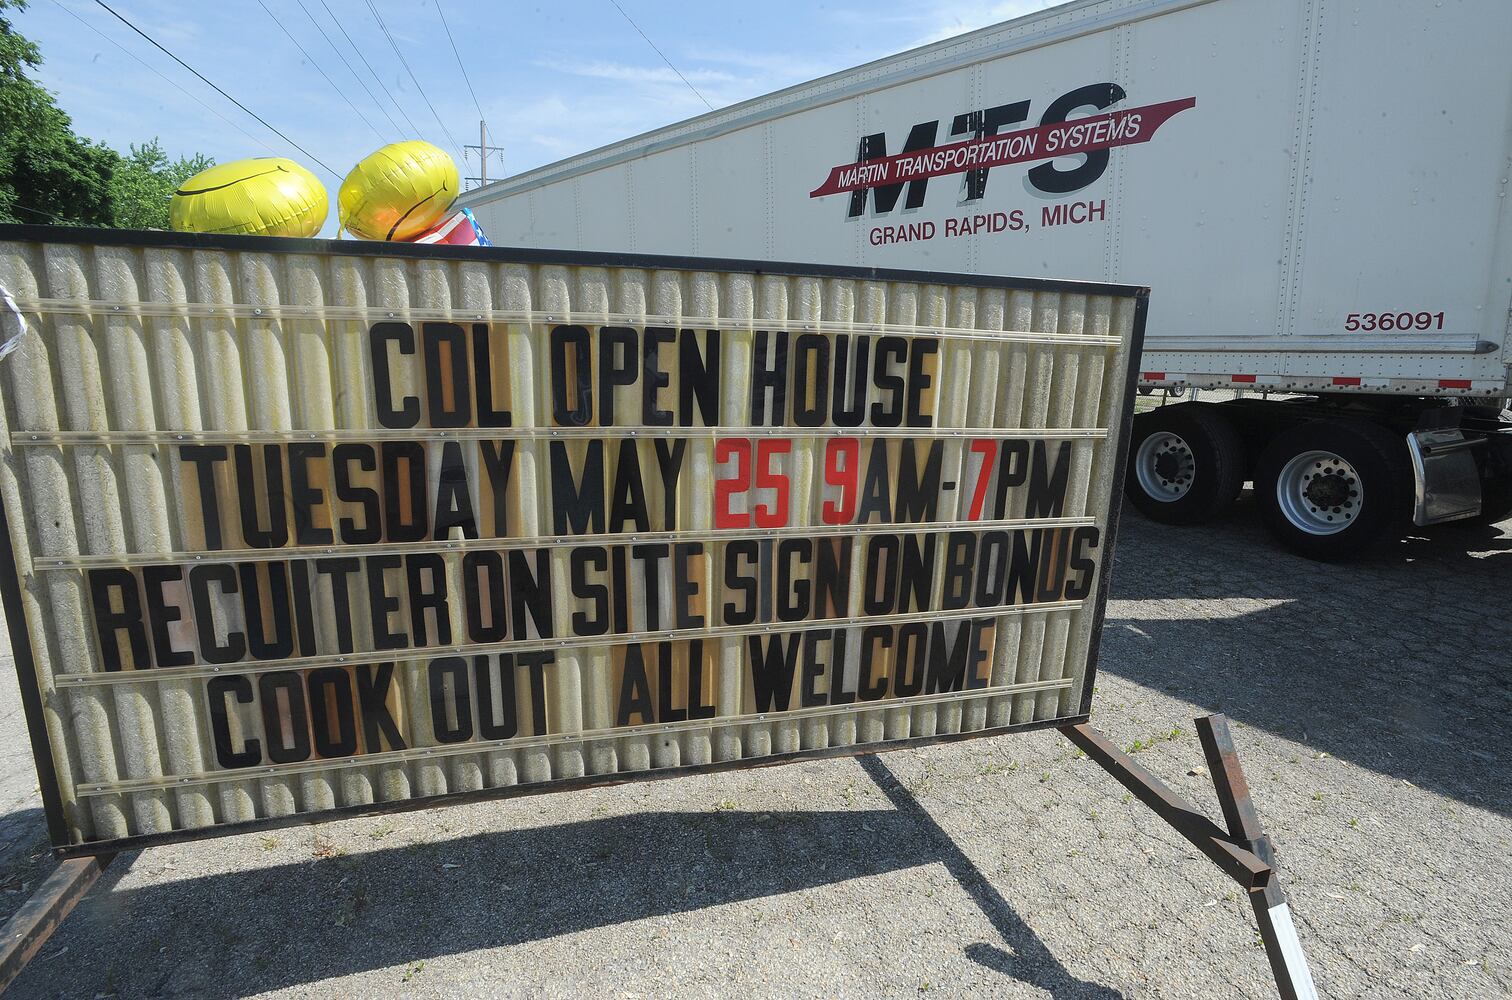 MTS
MARTIN TRANSPORTATION SYSTEMS
GRAND RAPIDS, MICH
536091
CDL OPEN HOUSE
TUESDAY MAY 25 9AM-7PM
RECUITER ON SITE SIGN ON BONUS
COOK OUT ALL WELCOME